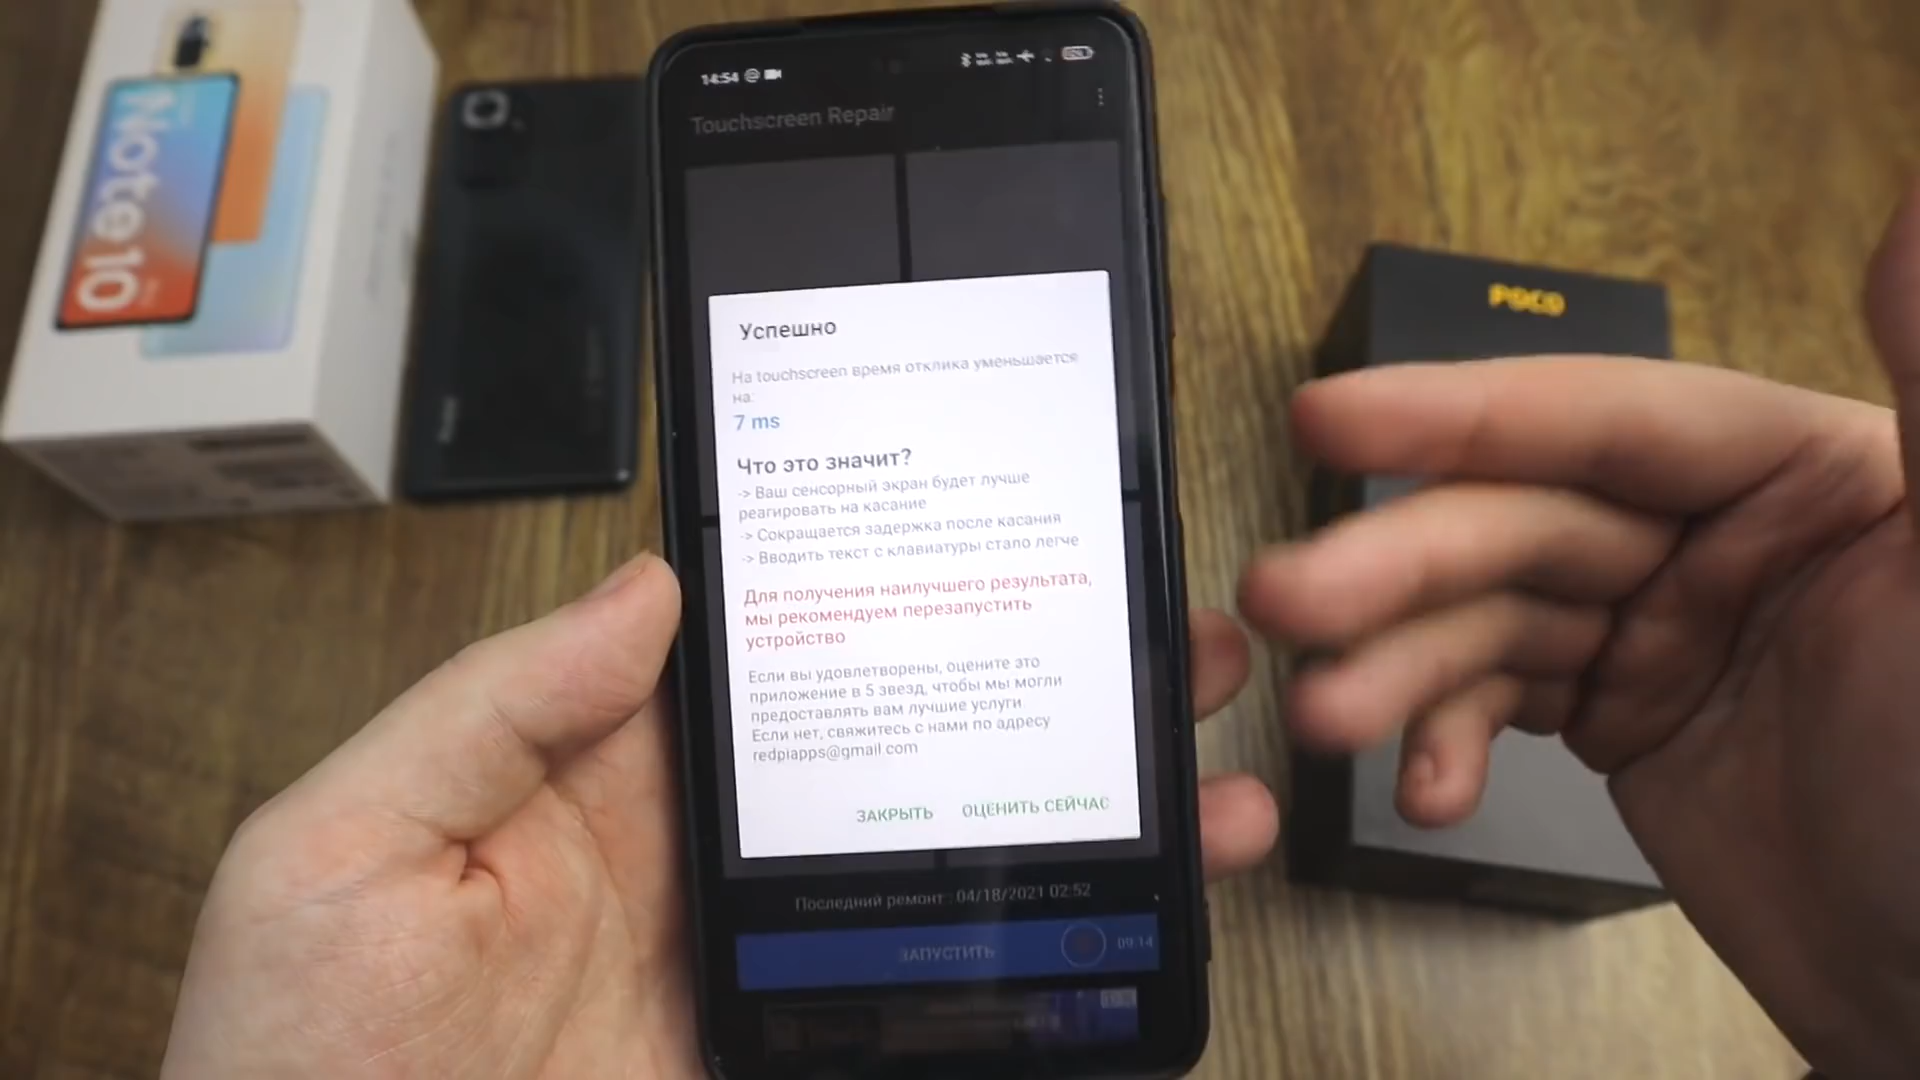 Note 10
POCO
14:54
Touchscreen Repair
Успешно
На touchscreen время отклика уменьшается
на:
7 ms
Что это значит?
-> Ваш сенсорный экран будет лучше
реагировать на касание
-> Сокращается задержка после касания
-> Вводить текст с клавиатуры стало легче
Для получения наилучшего результата,
мы рекомендуем перезапустить
устройство
Если вы удовлетворены, оцените это
приложение в 5 звезд, чтобы мы могли
предоставлять вам лучшие услуги
Если нет, свяжитесь с нами по адресу
redpiapps@gmail.com
ЗАКРЫТЬ ОЦЕНИТЬ СЕЙЧАС
Последний ремонт : 04/18/2021 02:52
ЗАПУСТИТЬ
09:14